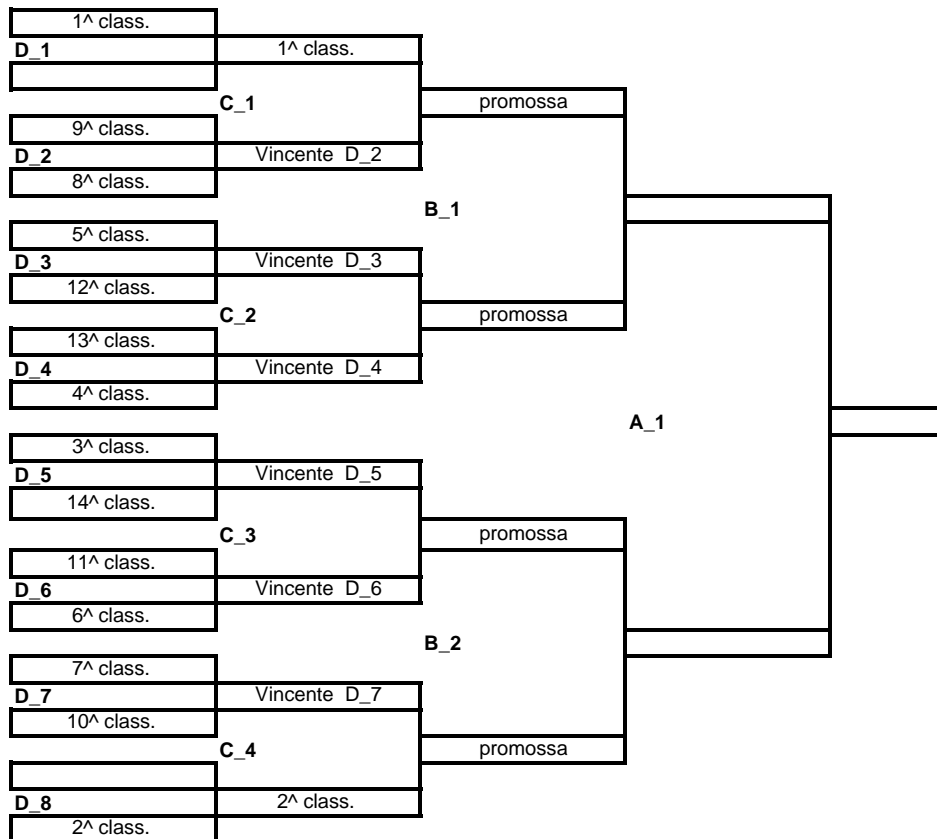 1^ class.
D_1
1^ class.
C_1
promossa
9^ class.
D_2
Vincente D_2
8^ class.
B_1
5^ class.
D_3
Vincente D_3
12^ class.
C_2
promossa
13^ class.
D_4
Vincente D_4
4^ class.
A_1
3^ class.
D_5
Vincente D_5
14^ class.
C_3
promossa
11^ class.
D_6
Vincente D_6
6^ class.
B_2
7^ class.
D_7
Vincente D_7
10^ class.
C_4
promossa
D_8
2^ class.
2^ class.